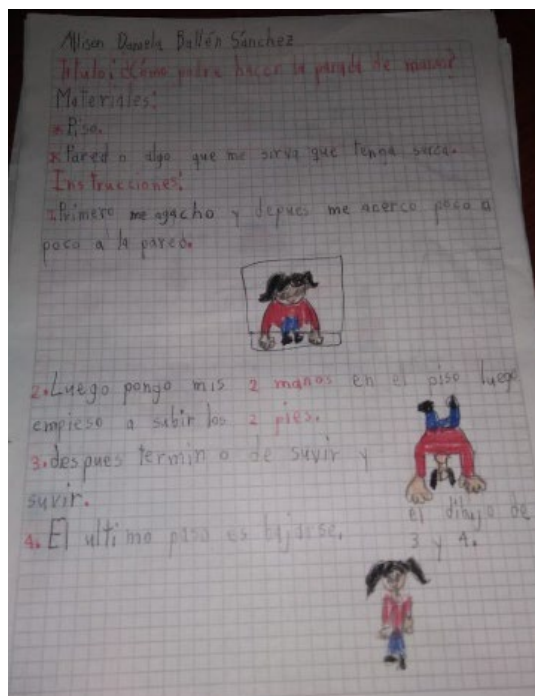 Allison Daniela Ballén Sánchez
Titulo: ¿Cómo podre hacer la parada de manos?
Materiales:
* Piso.
* Pared o algo que me sirva que tenga serca.
Instrucciones:
1. Primero me agacho y depues me acerco poco a
poco a la pared.
2. Luego pongo mis 2 manos en el piso luego
empieso a subir los 2 pies.
3. despues termino de suvir y
suvir.
4. El ultimo paso es bajarse.
el dibujo de
3 y 4.